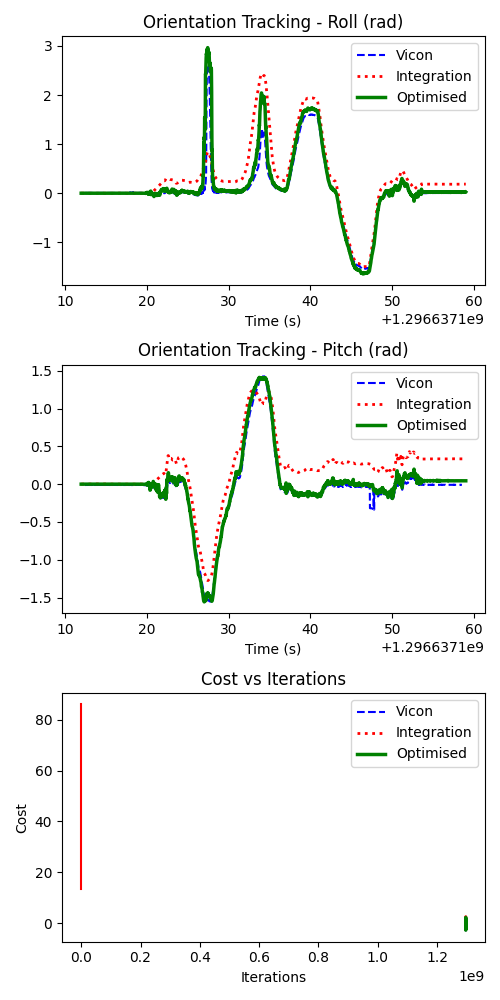 Orientation Tracking - Roll (rad)
3
2
1
0
−1
Vicon
Integration
Optimised
10 20 30 40 50 60
Time (s)
+1.2966371e9
Orientation Tracking - Pitch (rad)
1.5
1.0
0.5
0.0
−0.5
−1.0
−1.5
Vicon
Integration
Optimised
10 20 30 40 50 60
Time (s)
+1.2966371e9
Cost vs Iterations
Cost
80
60
40
20
0
Vicon
Integration
Optimised
0.0 0.2 0.4 0.6 0.8 1.0 1.2
Iterations
1e9